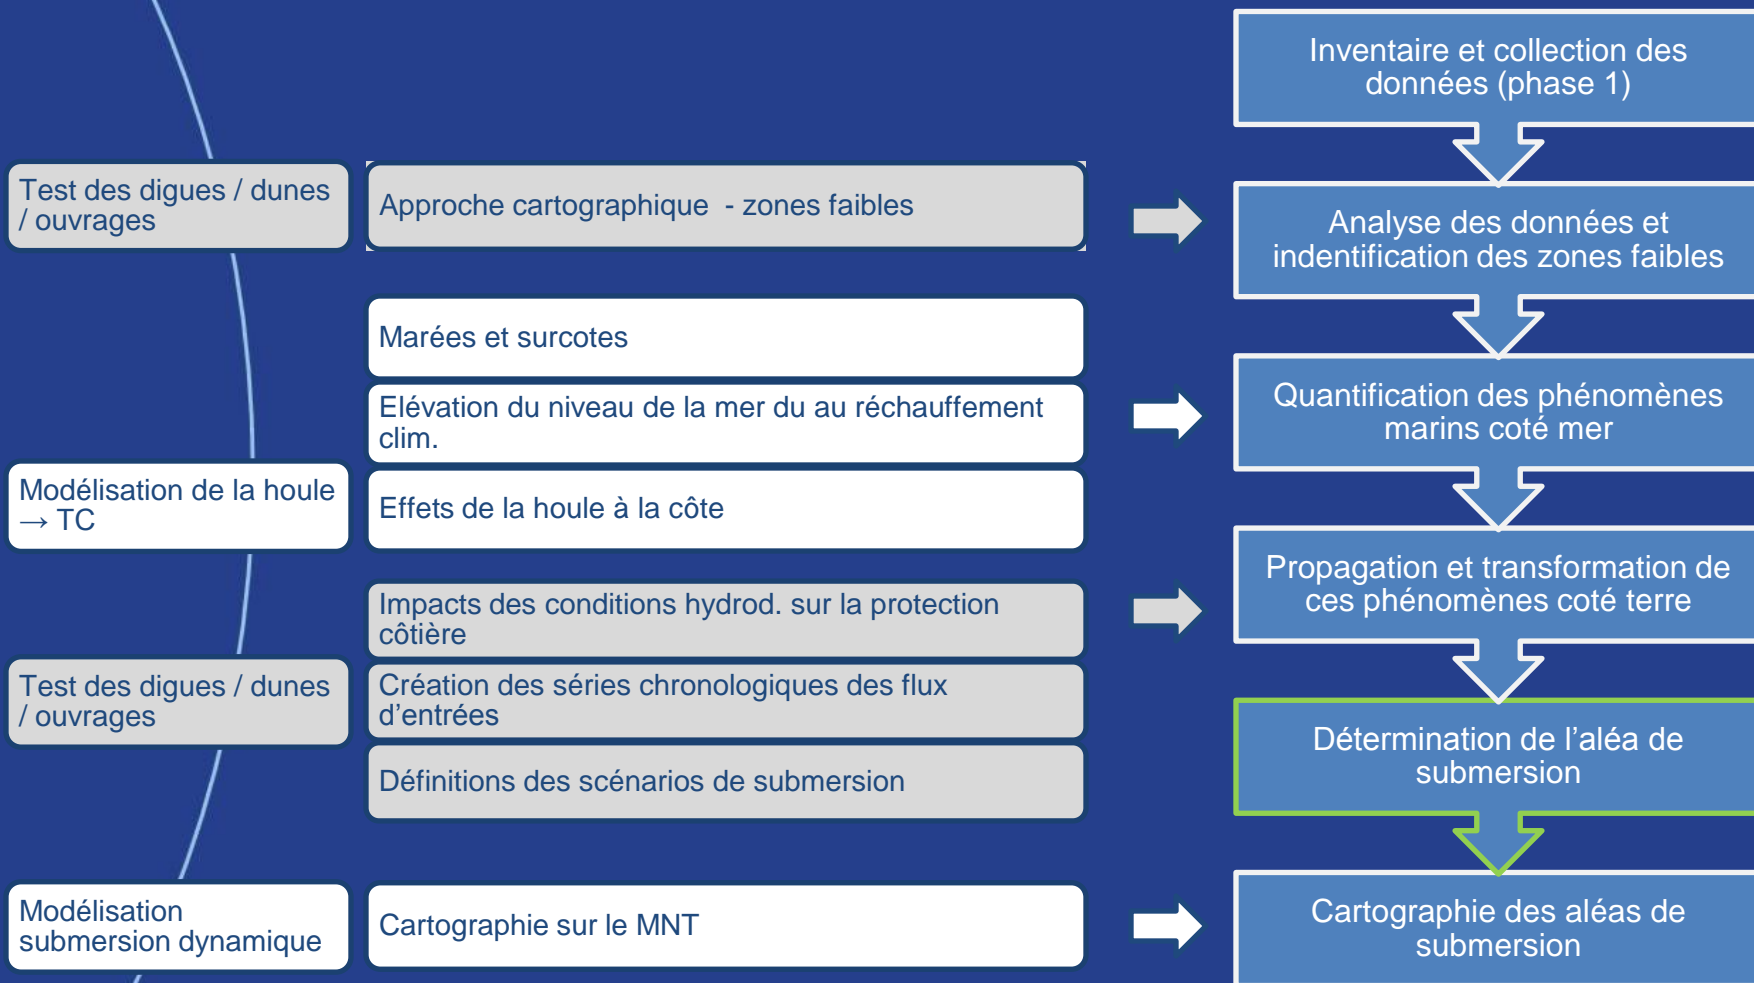 Inventaire et collection des
données (phase 1)
Test des digues / dunes
/ ouvrages
Approche cartographique - zones faibles
Analyse des données et
indentification des zones faibles
Marées et surcotes
Elévation du niveau de la mer du au réchauffement
clim.
Quantification des phénomènes
marins coté mer
Modélisation de la houle
→ TC
Effets de la houle à la côte
Impacts des conditions hydrod. sur la protection
côtière
Propagation et transformation de
ces phénomènes coté terre
Test des digues / dunes
/ ouvrages
Création des séries chronologiques des flux
d’entrées
Définitions des scénarios de submersion
Détermination de l’aléa de
submersion
Modélisation
submersion dynamique
Cartographie sur le MNT
Cartographie des aléas de
submersion